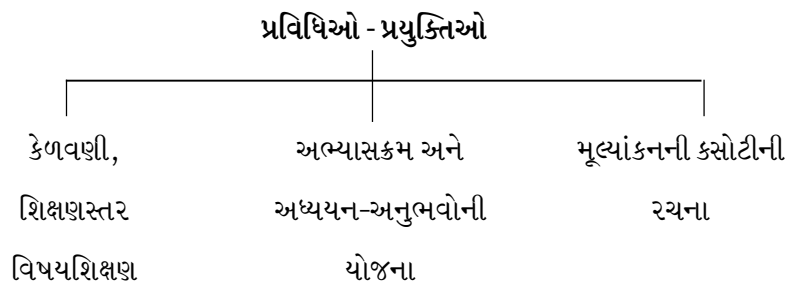 પ્રવિધિઓ - પ્રયુક્તિઓ
કેળવણી,
શિક્ષણસ્તર
વિષયશિક્ષણ
અભ્યાસક્રમ અને
અધ્યયન-અનુભવોની
યોજના
મૂલ્યાંકનની કસોટીની
રચના